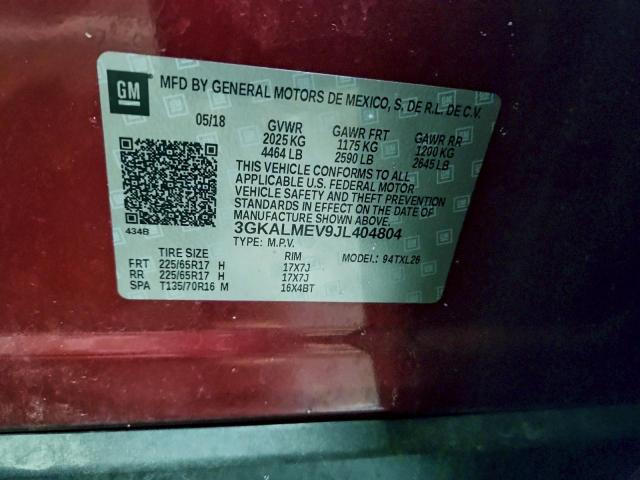 GM MFD BY GENERAL MOTORS DE MEXICO, S. DE R.L. DE C.V.
05/18 GVWR GAWR FRT GAWR RR
2025 KG 1175 KG 1200 KG
4464 LB 2590 LB 2645 LB
THIS VEHICLE CONFORMS TO ALL
APPLICABLE U.S. FEDERAL MOTOR
VEHICLE SAFETY AND THEFT PREVENTION
STANDARDS IN EFFECT ON THE DATE OF
MANUFACTURE SHOWN ABOVE.
434B 3GKALMEV9JL404804
TYPE: M.P.V. MODEL: 94TXL26
TIRE SIZE RIM
FRT 225/65R17 H 17X7J
RR 225/65R17 H 17X7J
SPA T135/70R16 M 16X4BT